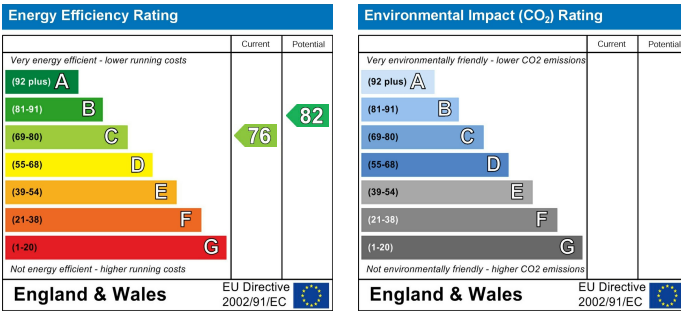 Energy Efficiency Rating
Current Potential
Very energy efficient - lower running costs
(92 plus) A
(81-91) B
(69-80) C
(55-68) D
(39-54) E
(21-38) F
(1-20) G
76
82
Not energy efficient - higher running costs
England & Wales
EU Directive
2002/91/EC
Environmental Impact (CO₂) Rating
Current Potential
Very environmentally friendly - lower CO2 emissions
(92 plus) A
(81-91) B
(69-80) C
(55-68) D
(39-54) E
(21-38) F
(1-20) G
Not environmentally friendly - higher CO2 emissions
England & Wales
EU Directive
2002/91/EC